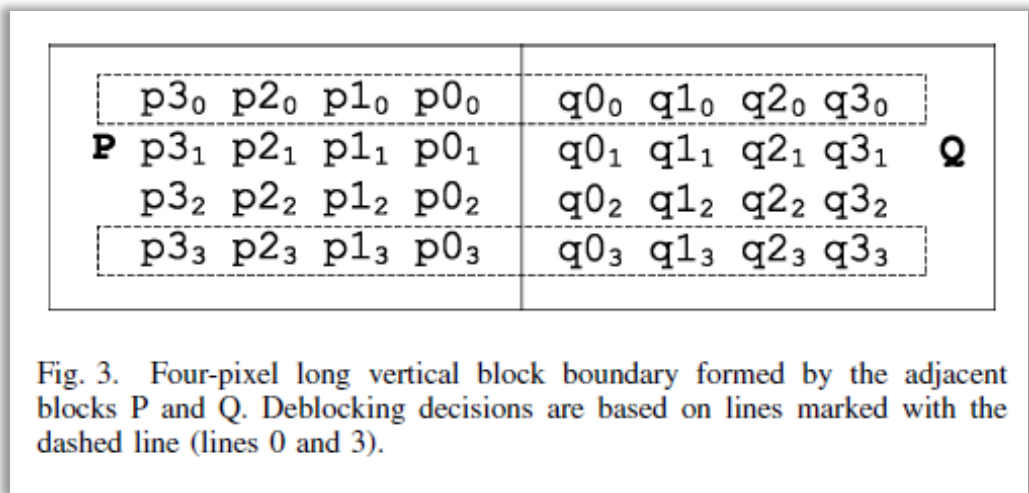 p3₀ p2₀ p1₀ p0₀ q0₀ q1₀ q2₀ q3₀
P p3₁ p2₁ p1₁ p0₁ q0₁ q1₁ q2₁ q3₁ Q
p3₂ p2₂ p1₂ p0₂ q0₂ q1₂ q2₂ q3₂
p3₃ p2₃ p1₃ p0₃ q0₃ q1₃ q2₃ q3₃
Fig. 3. Four-pixel long vertical block boundary formed by the adjacent
blocks P and Q. Deblocking decisions are based on lines marked with the
dashed line (lines 0 and 3).